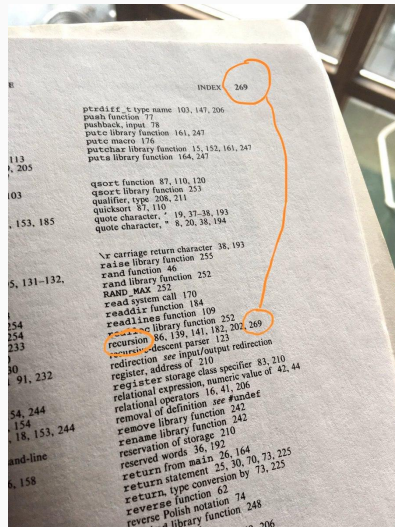 E
INDEX 269
ptrdiff_t type name 103, 147, 206
push function 77
pushback, input 78
putc library function 161, 247
putc macro 176
putchar library function 15, 152, 161, 247
puts library function 164, 247
113
, 205
qsort function 87, 110, 120
qsort library function 253
qualifier, type 208, 211
quicksort 87, 110
quote character, ' 19, 37-38, 193
quote character, " 8, 20, 38, 194
103
, 153, 185
\r carriage return character 38, 193
raise library function 255
rand function 46
rand library function 252
RAND_MAX 252
read system call 170
readdir function 184
readlines function 109
library function 252
recursion 86, 139, 141, 182, 202, 269
recursive-descent parser 123
redirection see input/output redirection
register, address of 210
register storage class specifier 83, 210
relational expression, numeric value of 42, 44
relational operators 16, 41, 206
removal of definition see #undef
remove library function 242
rename library function 242
reservation of storage 210
reserved words 36, 192
return from main 26, 164
return statement 25, 30, 70, 73, 225
return, type conversion by 73, 225
reverse function 62
reverse Polish notation 74
library function 248
206
5, 131-132,
254
254
233
30
91, 232
54, 244
154
18, 153, 244
and-line
6, 158